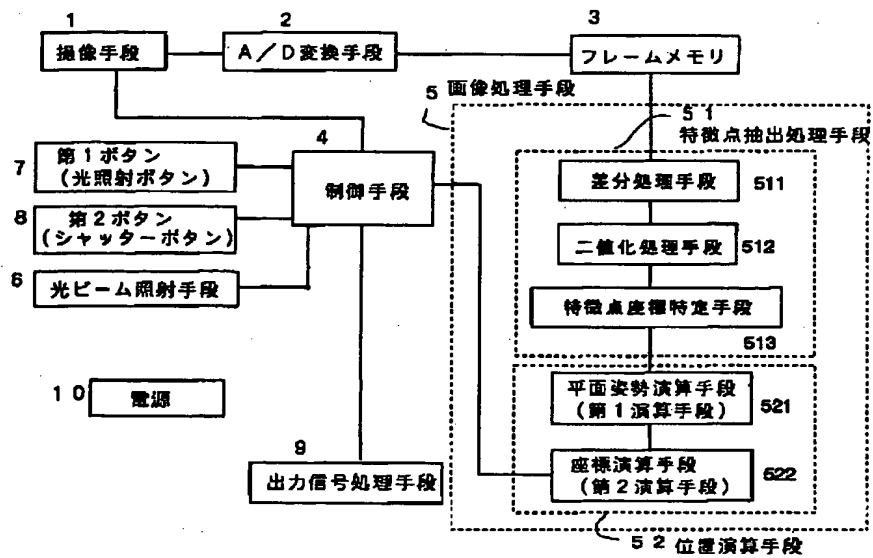 1
撮像手段
2
A/D変換手段
3
フレームメモリ
5 画像処理手段
51
特徴点抽出処理手段
4
制御手段
7
第1ボタン
(光照射ボタン)
8
第2ボタン
(シャッターボタン)
6
光ビーム照射手段
差分処理手段
511
二値化処理手段
512
特徴点座標特定手段
513
10
電源
平面姿勢演算手段
(第1演算手段)
521
座標演算手段
(第2演算手段)
522
9
出力信号処理手段
52 位置演算手段